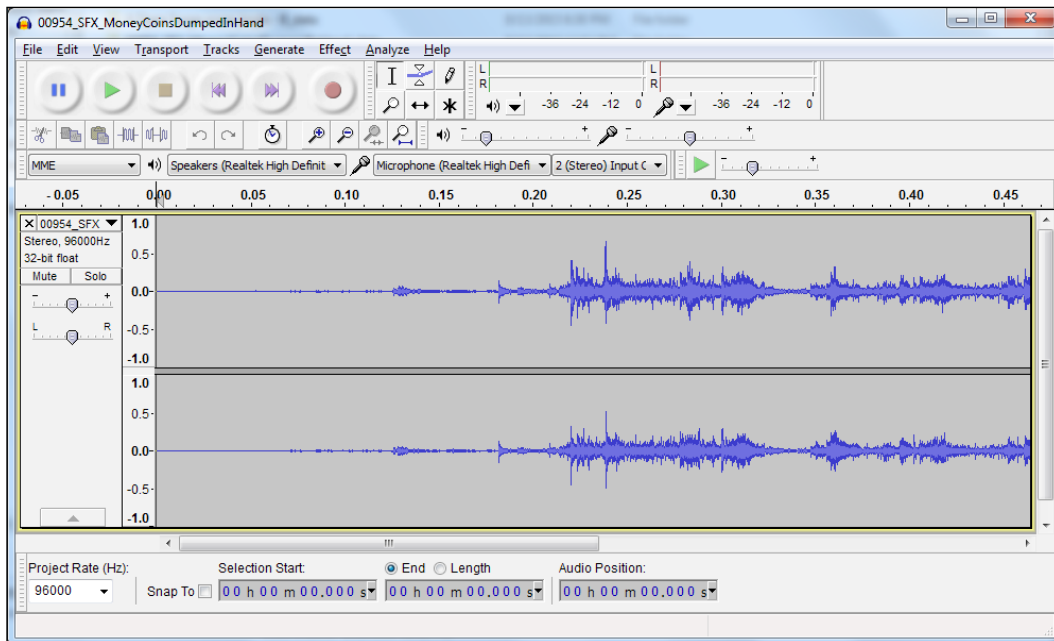 00954_SFX_MoneyCoinsDumpedInHand
File Edit View Transport Tracks Generate Effect Analyze Help
L
R
-36 -24 -12 0
L
R
-36 -24 -12 0
- +
- +
MME
Speakers (Realtek High Definit
Microphone (Realtek High Defi
2 (Stereo) Input C
- +
- 0.05 0.00 0.05 0.10 0.15 0.20 0.25 0.30 0.35 0.40 0.45
X 00954_SFX
Stereo, 96000Hz
32-bit float
Mute Solo
- +
L R
1.0
0.5-
0.0-
-0.5-
-1.0
1.0
0.5-
0.0-
-0.5-
-1.0
Project Rate (Hz): Selection Start: End Length Audio Position:
96000 Snap To 00 h 00 m 00.000 s 00 h 00 m 00.000 s 00 h 00 m 00.000 s